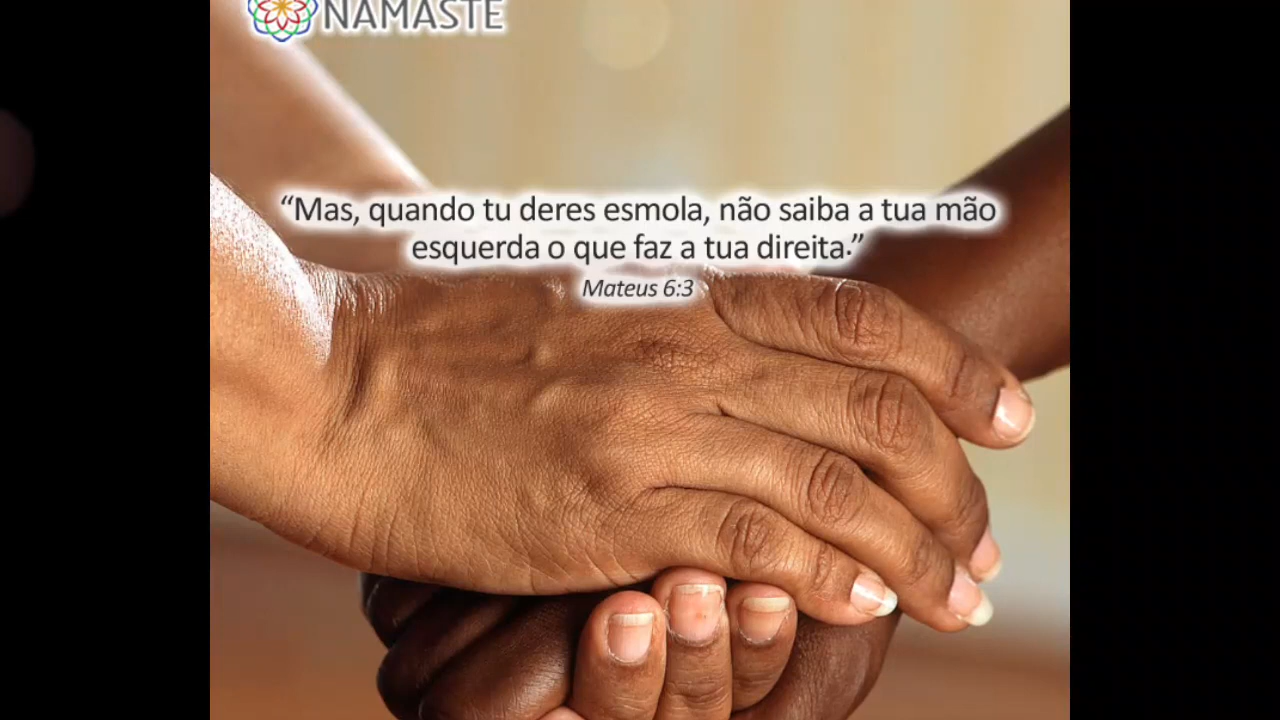 NAMASTE
“Mas, quando tu deres esmola, não saiba a tua mão
esquerda o que faz a tua direita.”
Mateus 6:3